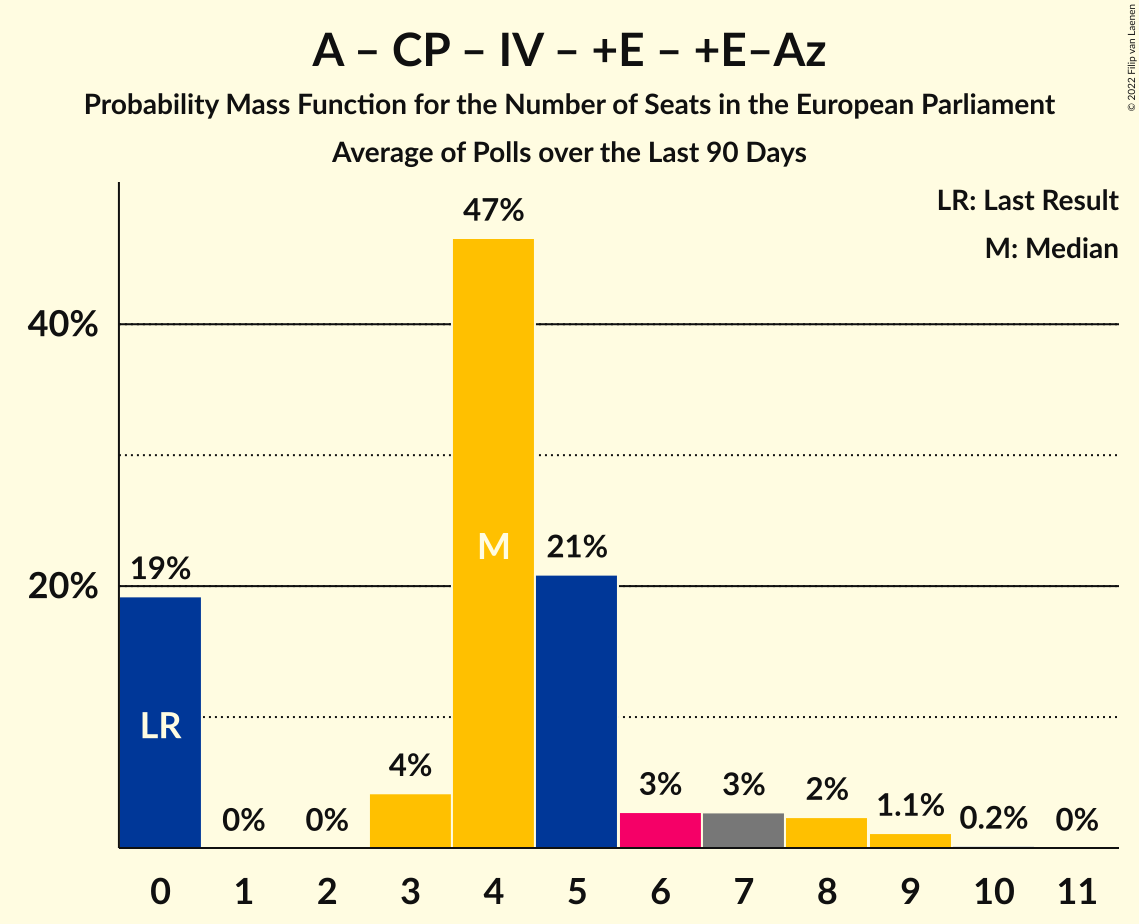 A – CP – IV – +E – +E–Az
Probability Mass Function for the Number of Seats in the European Parliament
Average of Polls over the Last 90 Days
© 2022 Filip van Laenen
LR: Last Result
M: Median
47%
40%
M
21%
19%
20%
LR
4%
3%
3%
2%
1.1%
0%
0%
0.2%
0%
0 1 2 3 4 5 6 7 8 9 10 11